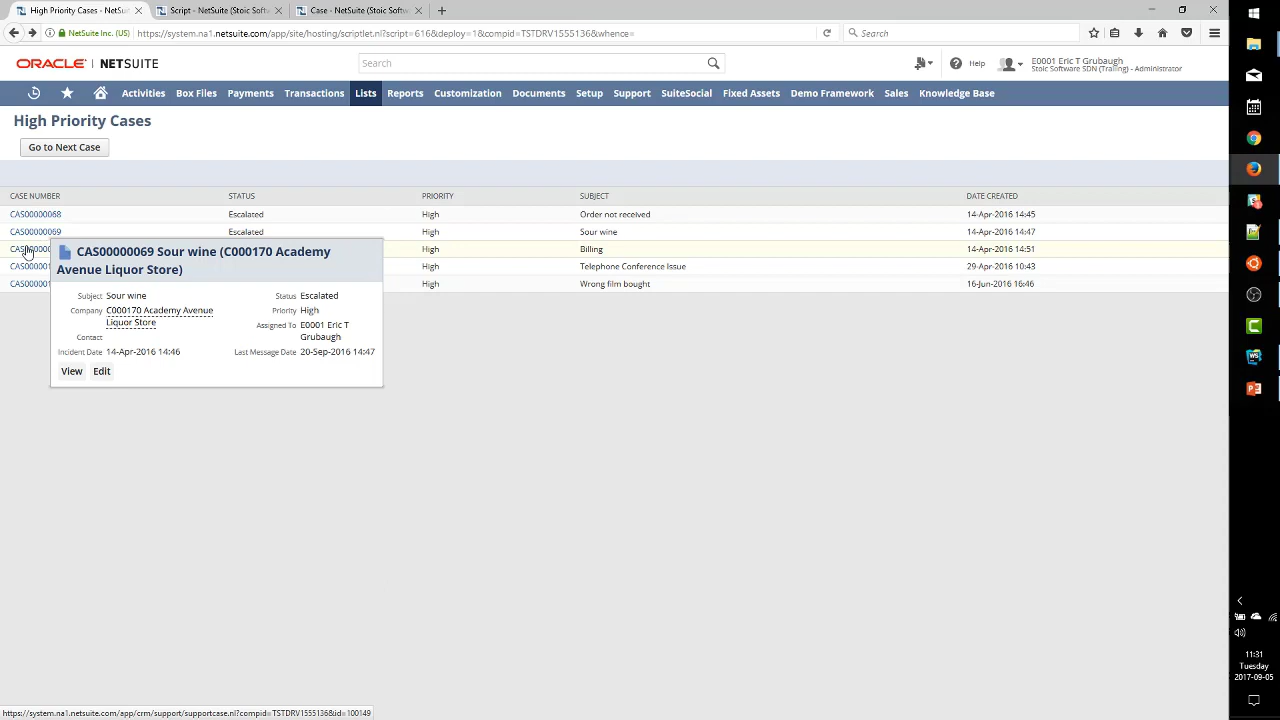 High Priority Cases - NetSui
Script - NetSuite (Stoic Soft
Case - NetSuite (Stoic Softw
NetSuite Inc. (US)
https://system.na1.netsuite.com/app/site/hosting/scriptlet.nl?script=616&deploy=1&compid=TSTDRV1555136&whence=
Search
ORACLE NETSUITE
Search
Help
E0001 Eric T Grubaugh
Stoic Software SDN (Trailing) - Administrator
Activities Box Files Payments Transactions Lists Reports Customization Documents Setup Support SuiteSocial Fixed Assets Demo Framework Sales Knowledge Base
High Priority Cases
Go to Next Case
CASE NUMBER STATUS PRIORITY SUBJECT DATE CREATED
CAS00000068 Escalated High Order not received 14-Apr-2016 14:45
CAS00000069 Escalated High Sour wine 14-Apr-2016 14:47
High Billing 14-Apr-2016 14:51
CAS000001 High Telephone Conference Issue 29-Apr-2016 10:43
CAS000001 High Wrong film bought 16-Jun-2016 16:46
CAS00000069 Sour wine (C000170 Academy
Avenue Liquor Store)
Subject Sour wine Status Escalated
Company C000170 Academy Avenue Priority High
Liquor Store Assigned To E0001 Eric T
Contact Grubaugh
Incident Date 14-Apr-2016 14:46 Last Message Date 20-Sep-2016 14:47
View Edit
11:31
Tuesday
2017-09-05
https://system.na1.netsuite.com/app/crm/support/supportcase.nl?compid=TSTDRV1555136&id=100149